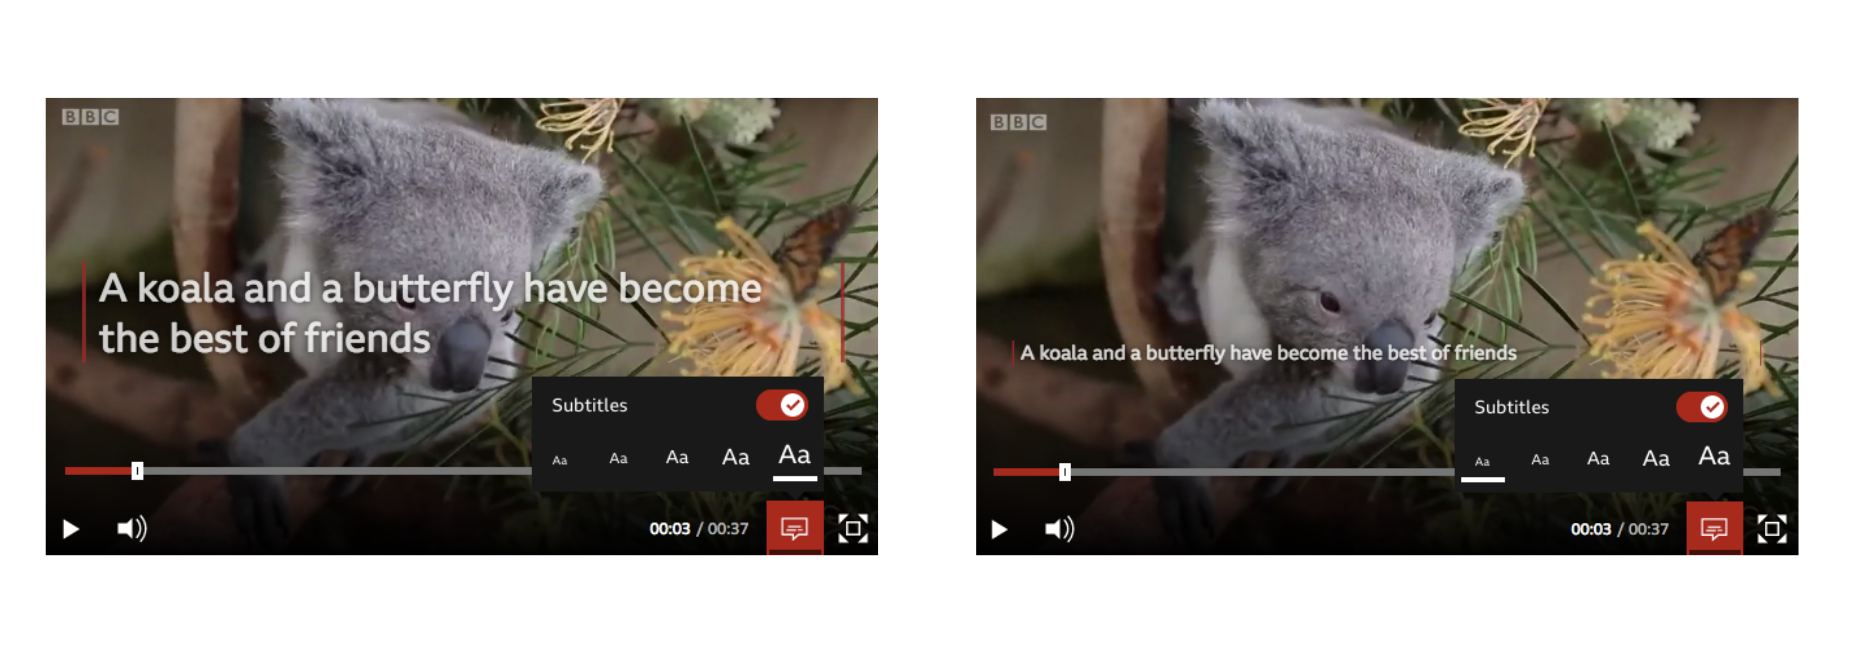 BBC
A koala and a butterfly have become
the best of friends
Subtitles
Aa Aa Aa Aa Aa
00:03 / 00:37
BBC
A koala and a butterfly have become the best of friends
Subtitles
Aa Aa Aa Aa Aa
00:03 / 00:37